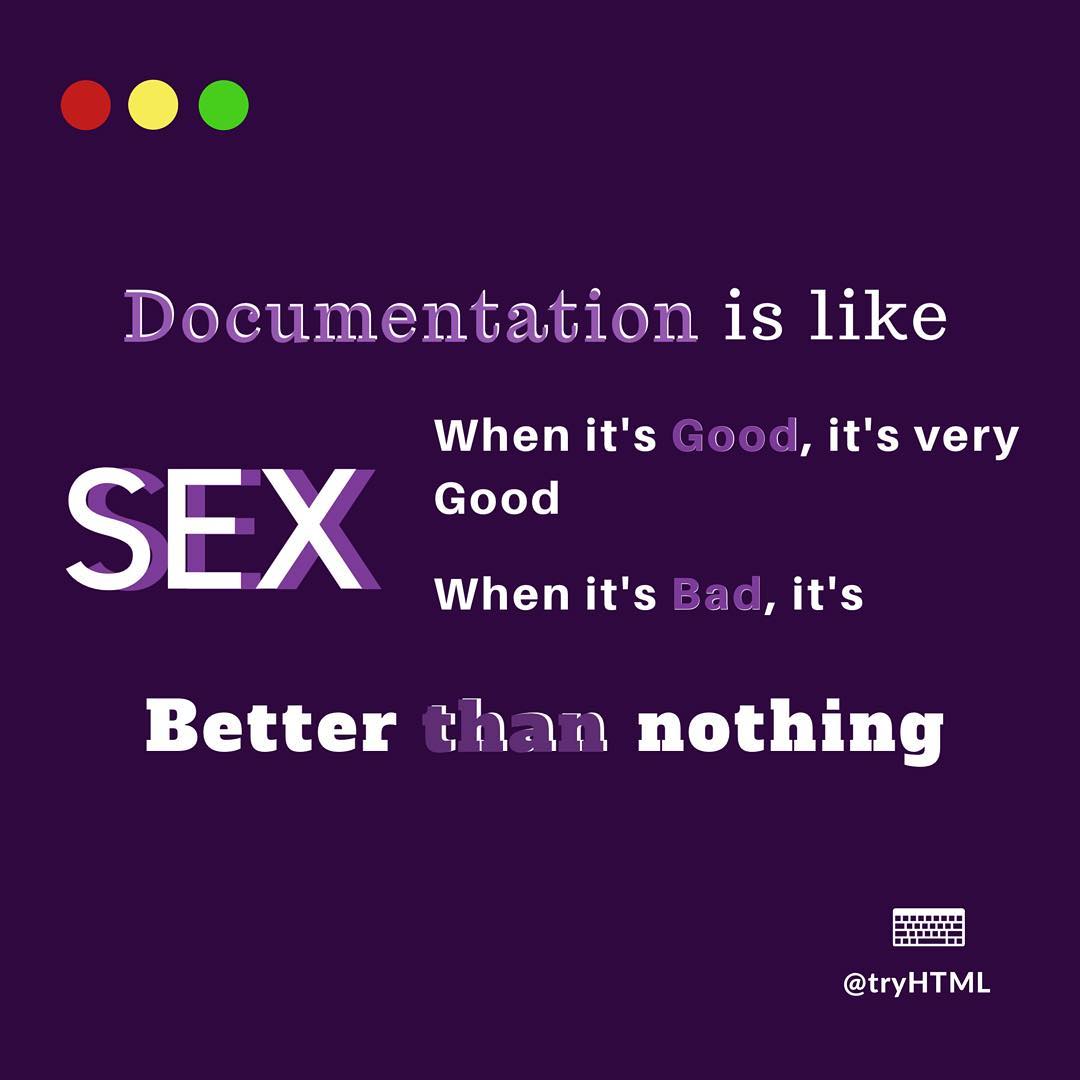 Documentation is like
SEX
When it's Good, it's very
Good
When it's Bad, it's
Better than nothing
@tryHTML